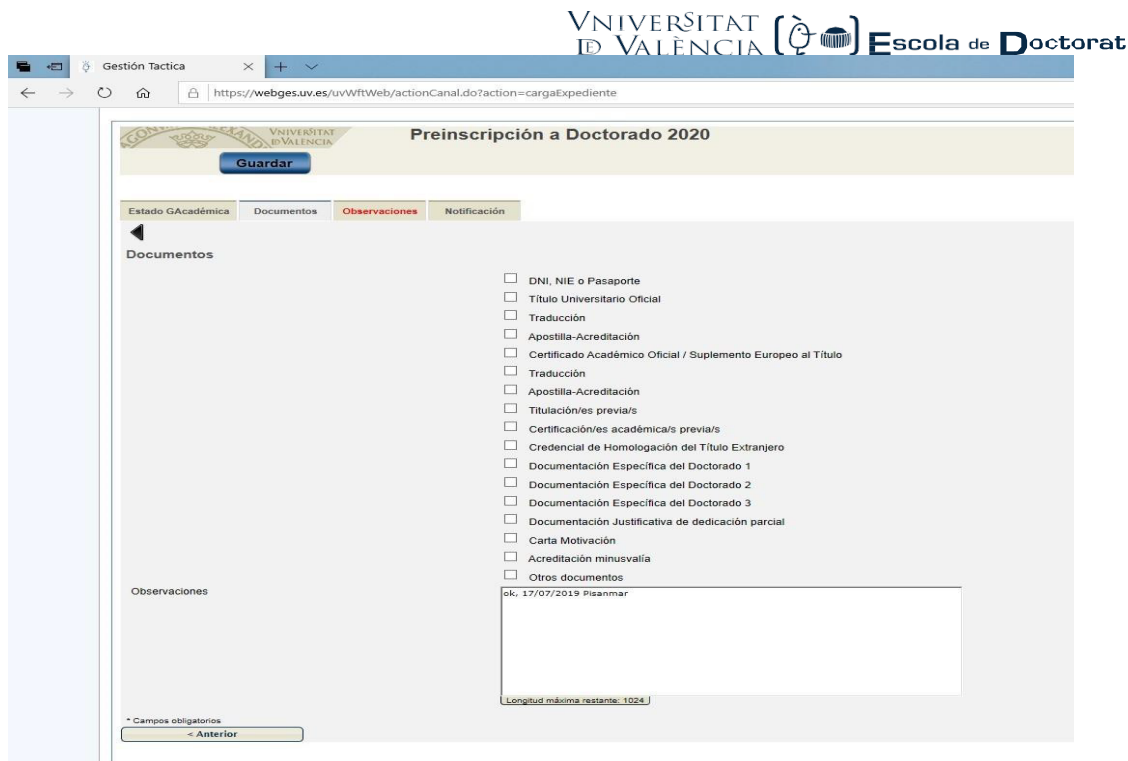 VNIVERSITAT
ID VALÈNCIA
Escola de Doctorat
Gestión Tactica
https://webges.uv.es/uvWftWeb/actionCanal.do?action=cargaExpediente
VNIVERSITAT
ID VALENCIA
Preinscripción a Doctorado 2020
Guardar
Estado GAcadémica Documentos Observaciones Notificación
Documentos
DNI, NIE o Pasaporte
Título Universitario Oficial
Traducción
Apostilla-Acreditación
Certificado Académico Oficial / Suplemento Europeo al Título
Traducción
Apostilla-Acreditación
Titulación/es previa/s
Certificación/es académica/s previa/s
Credencial de Homologación del Título Extranjero
Documentación Específica del Doctorado 1
Documentación Específica del Doctorado 2
Documentación Específica del Doctorado 3
Documentación Justificativa de dedicación parcial
Carta Motivación
Acreditación minusvalía
Otros documentos
Observaciones
ok, 17/07/2019 Pisanmar
Longitud máxima restante: 1024
* Campos obligatorios
< Anterior